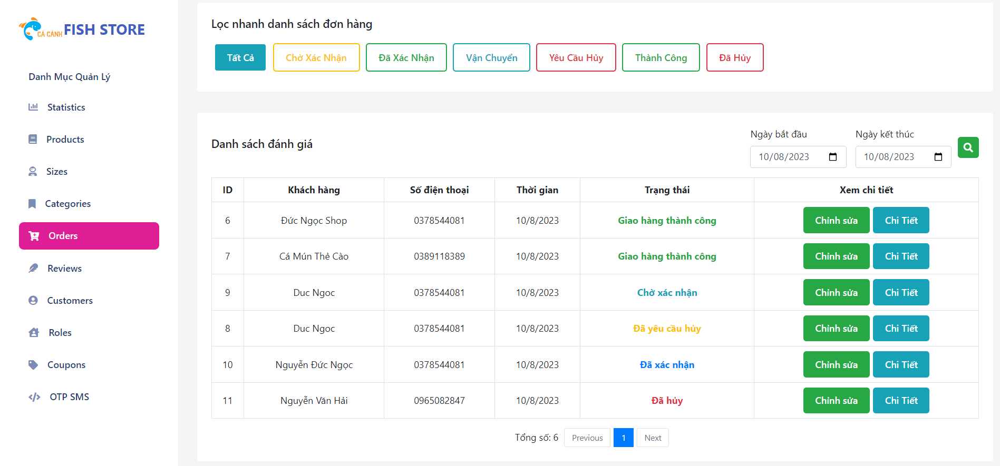 CÁ CẢNH FISH STORE
Danh Mục Quản Lý
Statistics
Products
Sizes
Categories
Orders
Reviews
Customers
Roles
Coupons
OTP SMS
Lọc nhanh danh sách đơn hàng
Tất Cả Chờ Xác Nhận Đã Xác Nhận Vận Chuyển Yêu Cầu Hủy Thành Công Đã Hủy
Danh sách đánh giá
Ngày bắt đầu Ngày kết thúc
10/08/2023 10/08/2023
ID Khách hàng Số điện thoại Thời gian Trạng thái Xem chi tiết
6 Đức Ngọc Shop 0378544081 10/8/2023 Giao hàng thành công Chỉnh sửa Chi Tiết
7 Cá Mún Thẻ Cào 0389118389 10/8/2023 Giao hàng thành công Chỉnh sửa Chi Tiết
9 Duc Ngoc 0378544081 10/8/2023 Chờ xác nhận Chỉnh sửa Chi Tiết
8 Duc Ngoc 0378544081 10/8/2023 Đã yêu cầu hủy Chỉnh sửa Chi Tiết
10 Nguyễn Đức Ngọc 0378544081 10/8/2023 Đã xác nhận Chỉnh sửa Chi Tiết
11 Nguyễn Văn Hải 0965082847 10/8/2023 Đã hủy Chỉnh sửa Chi Tiết
Tổng số: 6 Previous 1 Next